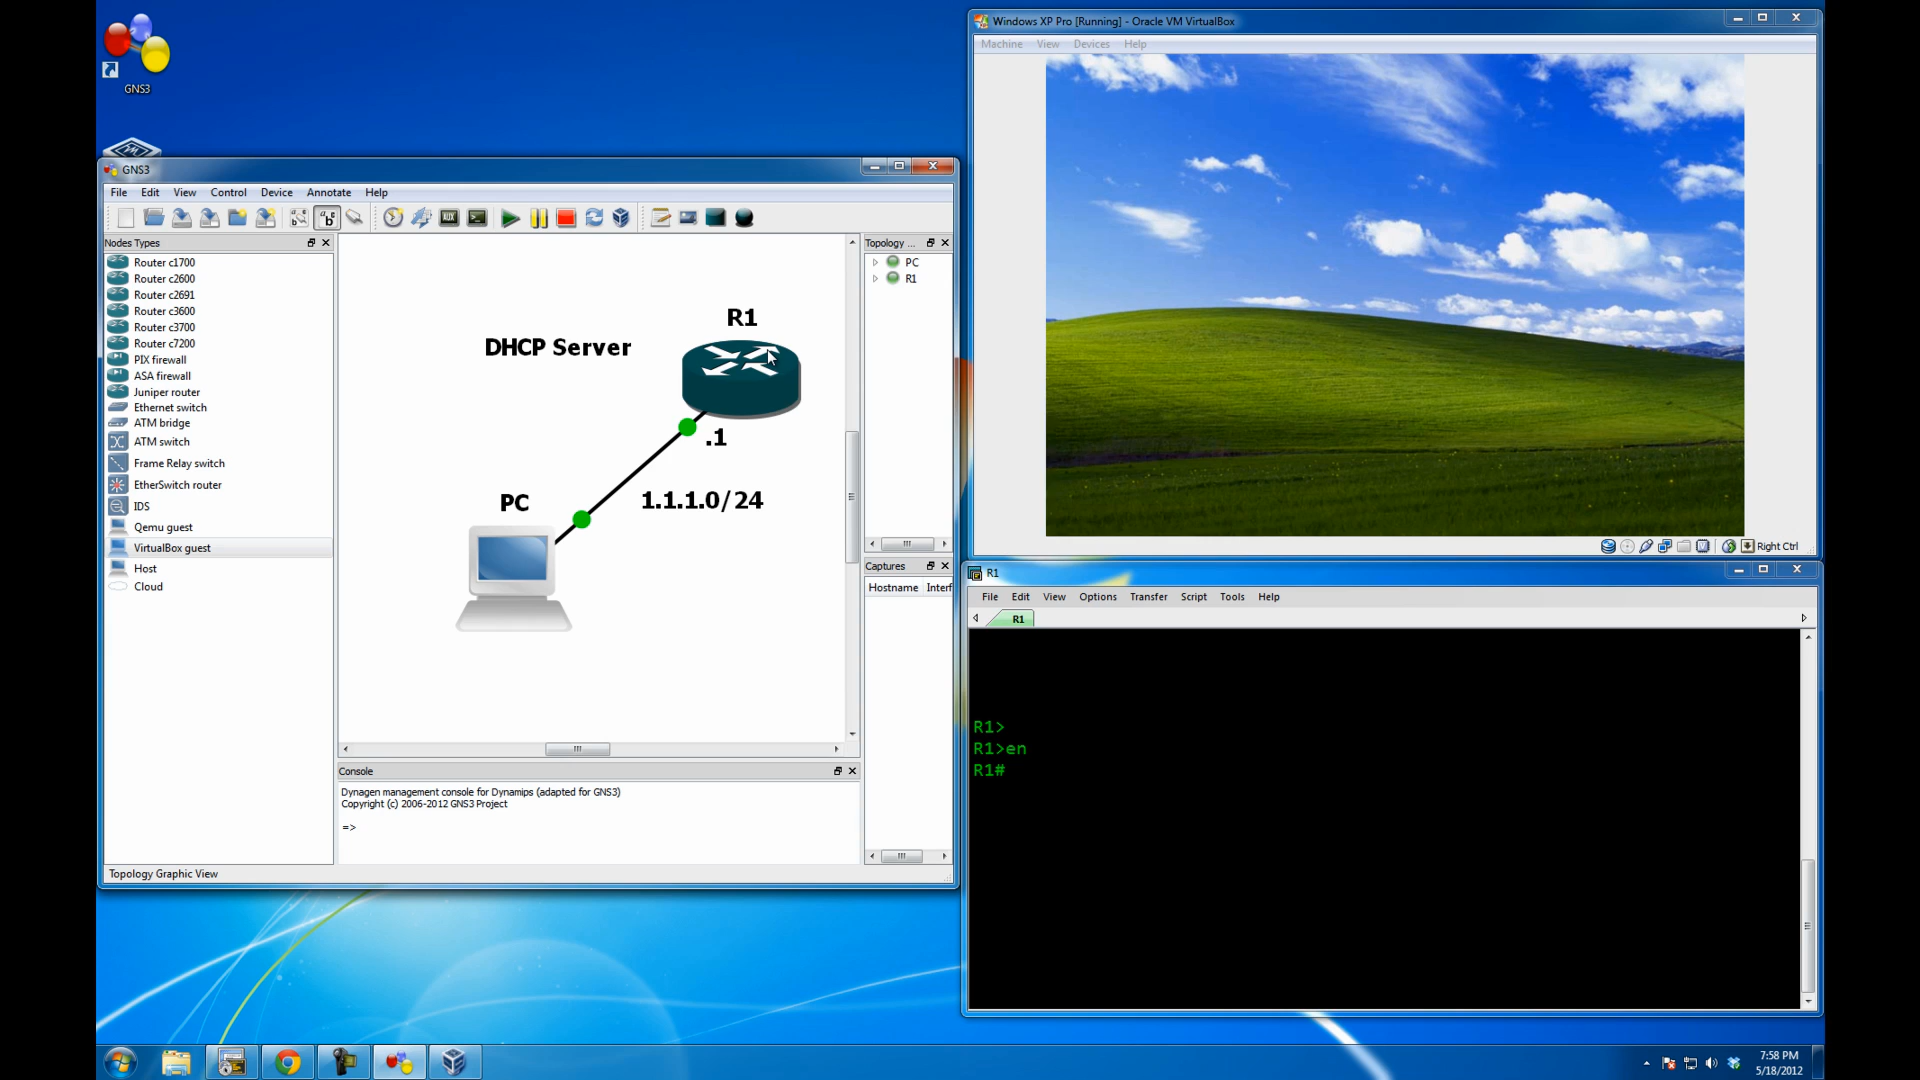 GNS3
GNS3
File Edit View Control Device Annotate Help
AUX
Nodes Types
Router c1700
Router c2600
Router c2691
Router c3600
Router c3700
Router c7200
PIX firewall
ASA firewall
Juniper router
Ethernet switch
ATM bridge
ATM switch
Frame Relay switch
EtherSwitch router
IDS
Qemu guest
VirtualBox guest
Host
Cloud
R1
DHCP Server
.1
PC
1.1.1.0/24
Topology ...
PC
R1
Captures
Hostname Interf
Console
Dynagen management console for Dynamips (adapted for GNS3)
Copyright (c) 2006-2012 GNS3 Project
=>
Topology Graphic View
Windows XP Pro [Running] - Oracle VM VirtualBox
Machine View Devices Help
Right Ctrl
R1
File Edit View Options Transfer Script Tools Help
R1
R1>
R1>en
R1#
7:58 PM
5/18/2012